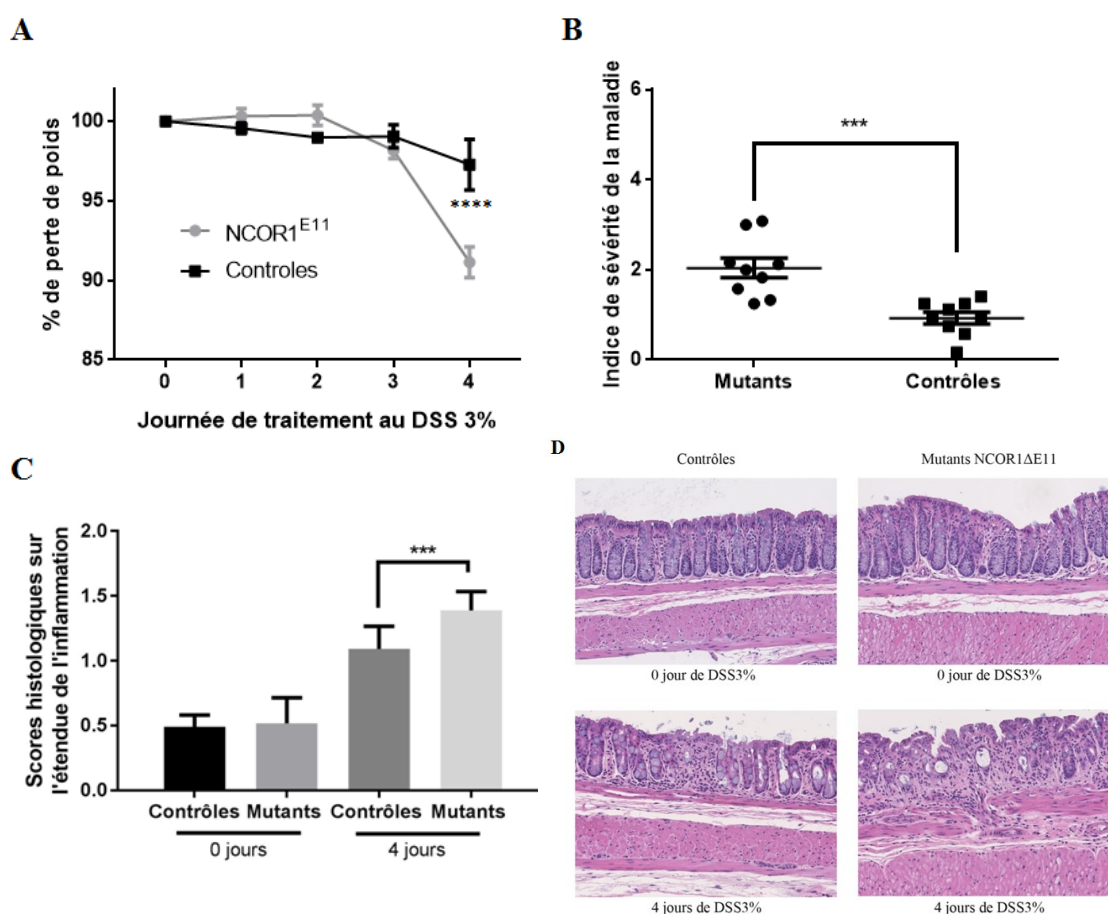 A
% de perte de poids
100
95
90
85
NCOR1E11
Controles
****
0 1 2 3 4
Journée de traitement au DSS 3%
B
Indice de sévérité de la maladie
6
4
2
0
***
Mutants Contrôles
C
Scores histologiques sur
l'étendue de l'inflammation
2.0
1.5
1.0
0.5
0.0
***
Contrôles Mutants Contrôles Mutants
0 jours 4 jours
D
Contrôles Mutants NCOR1ΔE11
0 jour de DSS3% 0 jour de DSS3%
4 jours de DSS3% 4 jours de DSS3%